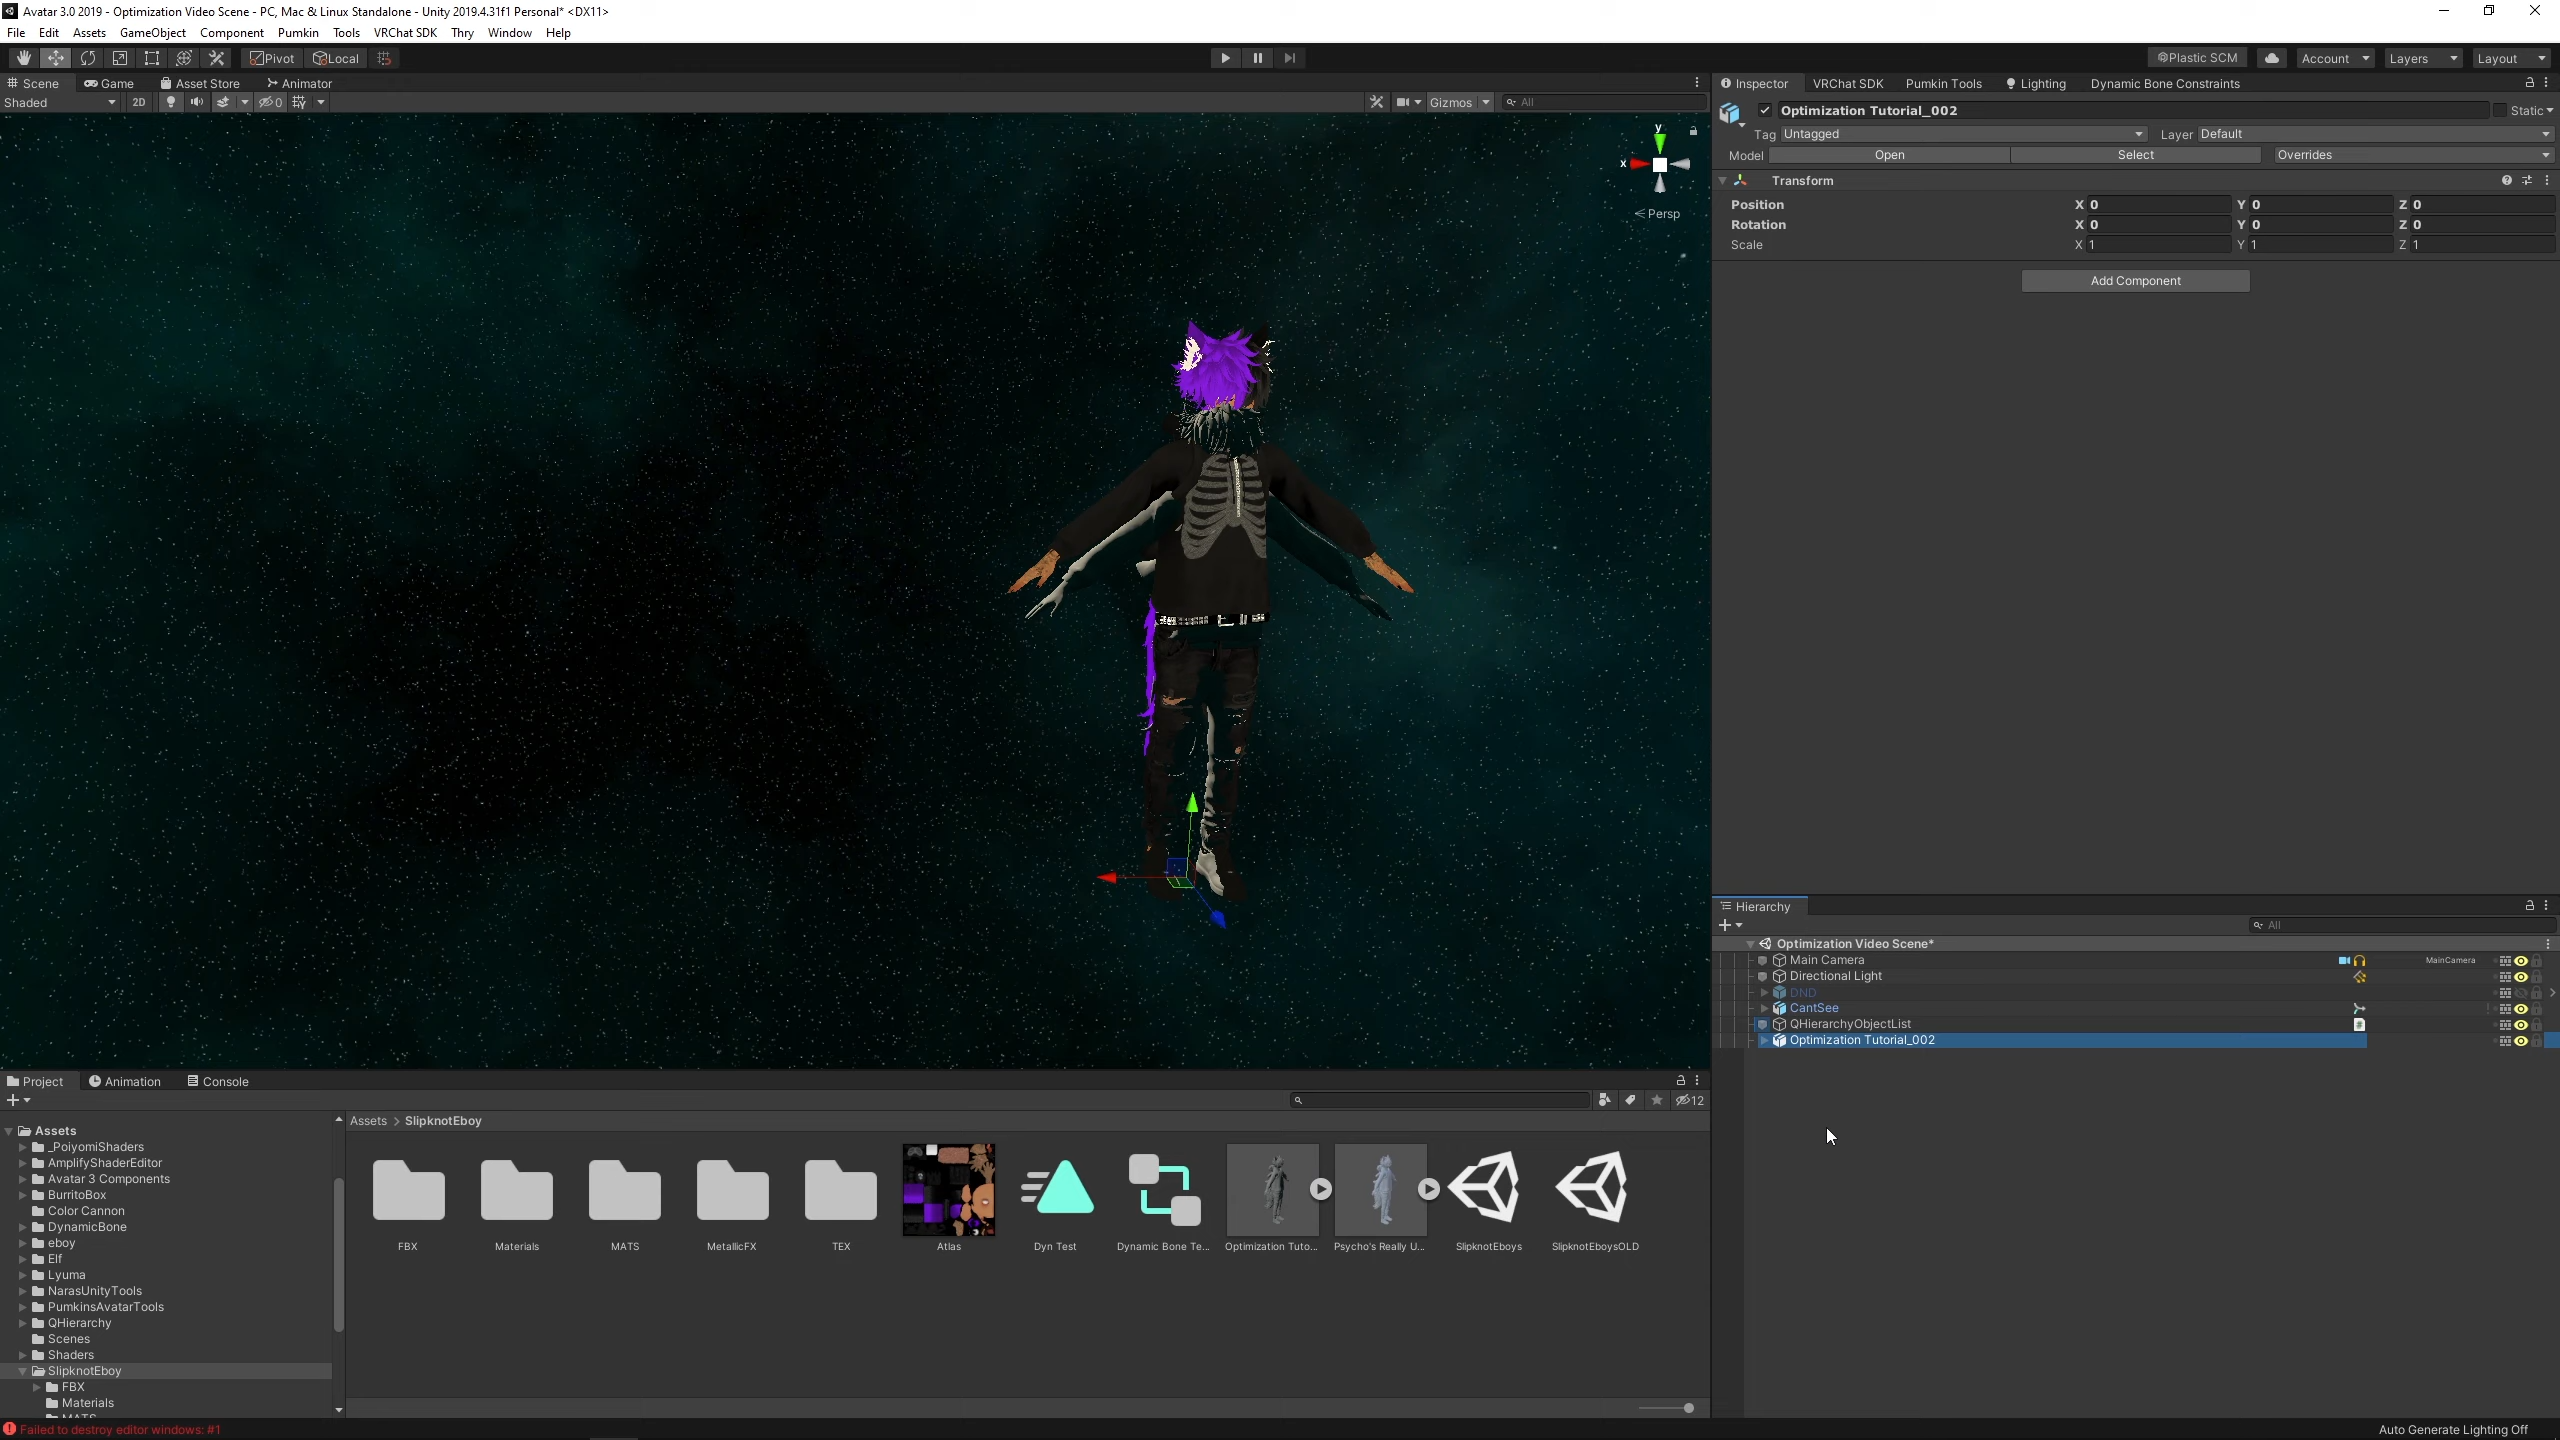 Avatar 3.0 2019 - Optimization Video Scene - PC, Mac & Linux Standalone - Unity 2019.4.31f1 Personal* <DX11>
File Edit Assets GameObject Component Pumkin Tools VRChat SDK Thry Window Help
Pivot Local Plastic SCM Account Layers Layout
Scene Game Asset Store Animator
Shaded 2D 0 Gizmos All
y
x
Persp
Inspector VRChat SDK Pumkin Tools Lighting Dynamic Bone Constraints
Optimization Tutorial_002 Static
Tag Untagged Layer Default
Model Open Select Overrides
Transform
Position X 0 Y 0 Z 0
Rotation X 0 Y 0 Z 0
Scale X 1 Y 1 Z 1
Add Component
Hierarchy
All
Optimization Video Scene*
Main Camera MainCamera
Directional Light
DND
CantSee
QHierarchyObjectList
Optimization Tutorial_002
Project Animation Console
12
Assets
_PoiyomiShaders
AmplifyShaderEditor
Avatar 3 Components
BurritoBox
Color Cannon
DynamicBone
eboy
Elf
Lyuma
NarasUnityTools
PumkinsAvatarTools
QHierarchy
Scenes
Shaders
SlipknotEboy
FBX
Materials
MATS
Assets > SlipknotEboy
FBX Materials MATS MetallicFX TEX Atlas Dyn Test Dynamic Bone Te... Optimization Tuto... Psycho's Really U... SlipknotEboys SlipknotEboysOLD
Failed to destroy editor windows: #1
Auto Generate Lighting Off